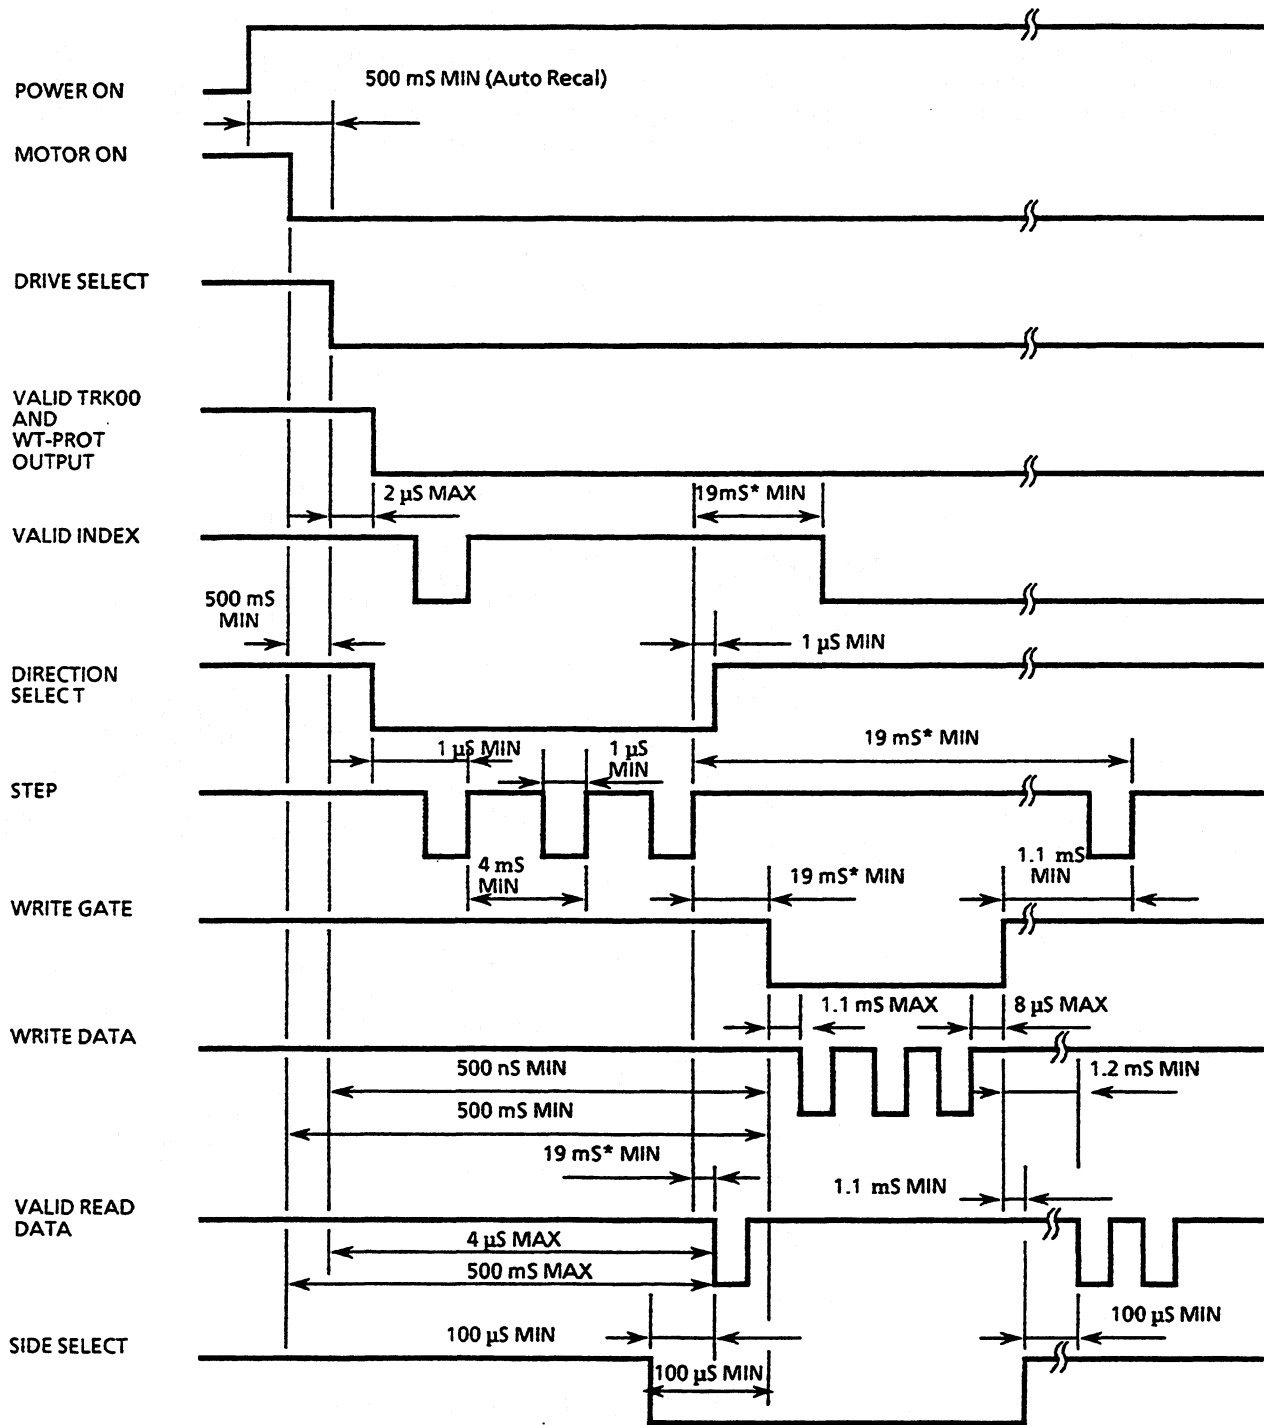 POWER ON
500 mS MIN (Auto Recal)
MOTOR ON
DRIVE SELECT
VALID TRK00
AND
WT-PROT
OUTPUT
2 µS MAX
19mS* MIN
VALID INDEX
500 mS
MIN
1 µS MIN
DIRECTION
SELECT
1 µS MIN
1 µS
MIN
19 mS* MIN
STEP
4 mS
MIN
19 mS* MIN
1.1 mS
MIN
WRITE GATE
1.1 mS MAX
8 µS MAX
WRITE DATA
500 nS MIN
1.2 mS MIN
500 mS MIN
19 mS* MIN
1.1 mS MIN
VALID READ
DATA
4 µS MAX
500 mS MAX
100 µS MIN
100 µS MIN
SIDE SELECT
100 µS MIN